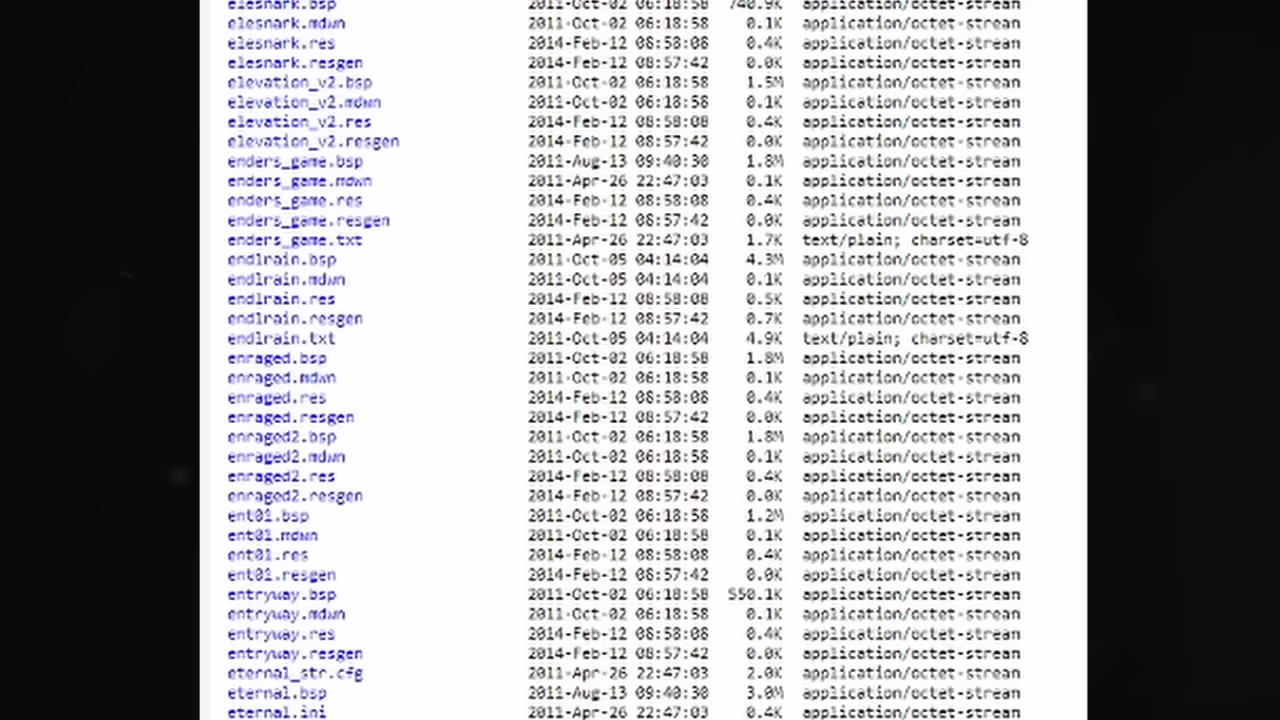 elesnark.bsp 2011-Oct-02 06:18:58 740.9K application/octet-stream
elesnark.mdwn 2011-Oct-02 06:18:58 0.1K application/octet-stream
elesnark.res 2014-Feb-12 08:58:08 0.4K application/octet-stream
elesnark.resgen 2014-Feb-12 08:57:42 0.0K application/octet-stream
elevation_v2.bsp 2011-Oct-02 06:18:58 1.5M application/octet-stream
elevation_v2.mdwn 2011-Oct-02 06:18:58 0.1K application/octet-stream
elevation_v2.res 2014-Feb-12 08:58:08 0.4K application/octet-stream
elevation_v2.resgen 2014-Feb-12 08:57:42 0.0K application/octet-stream
enders_game.bsp 2011-Aug-13 09:40:30 1.8M application/octet-stream
enders_game.mdwn 2011-Apr-26 22:47:03 0.1K application/octet-stream
enders_game.res 2014-Feb-12 08:58:08 0.4K application/octet-stream
enders_game.resgen 2014-Feb-12 08:57:42 0.0K application/octet-stream
enders_game.txt 2011-Apr-26 22:47:03 1.7K text/plain; charset=utf-8
endlrain.bsp 2011-Oct-05 04:14:04 4.3M application/octet-stream
endlrain.mdwn 2011-Oct-05 04:14:04 0.1K application/octet-stream
endlrain.res 2014-Feb-12 08:58:08 0.5K application/octet-stream
endlrain.resgen 2014-Feb-12 08:57:42 0.7K application/octet-stream
endlrain.txt 2011-Oct-05 04:14:04 4.9K text/plain; charset=utf-8
enraged.bsp 2011-Oct-02 06:18:58 1.8M application/octet-stream
enraged.mdwn 2011-Oct-02 06:18:58 0.1K application/octet-stream
enraged.res 2014-Feb-12 08:58:08 0.4K application/octet-stream
enraged.resgen 2014-Feb-12 08:57:42 0.0K application/octet-stream
enraged2.bsp 2011-Oct-02 06:18:58 1.8M application/octet-stream
enraged2.mdwn 2011-Oct-02 06:18:58 0.1K application/octet-stream
enraged2.res 2014-Feb-12 08:58:08 0.4K application/octet-stream
enraged2.resgen 2014-Feb-12 08:57:42 0.0K application/octet-stream
ent01.bsp 2011-Oct-02 06:18:58 1.2M application/octet-stream
ent01.mdwn 2011-Oct-02 06:18:58 0.1K application/octet-stream
ent01.res 2014-Feb-12 08:58:08 0.4K application/octet-stream
ent01.resgen 2014-Feb-12 08:57:42 0.0K application/octet-stream
entryway.bsp 2011-Oct-02 06:18:58 550.1K application/octet-stream
entryway.mdwn 2011-Oct-02 06:18:58 0.1K application/octet-stream
entryway.res 2014-Feb-12 08:58:08 0.4K application/octet-stream
entryway.resgen 2014-Feb-12 08:57:42 0.0K application/octet-stream
eternal_str.cfg 2011-Apr-26 22:47:03 2.0K application/octet-stream
eternal.bsp 2011-Aug-13 09:40:30 3.0M application/octet-stream
eternal.ini 2011-Apr-26 22:47:03 0.4K application/octet-stream